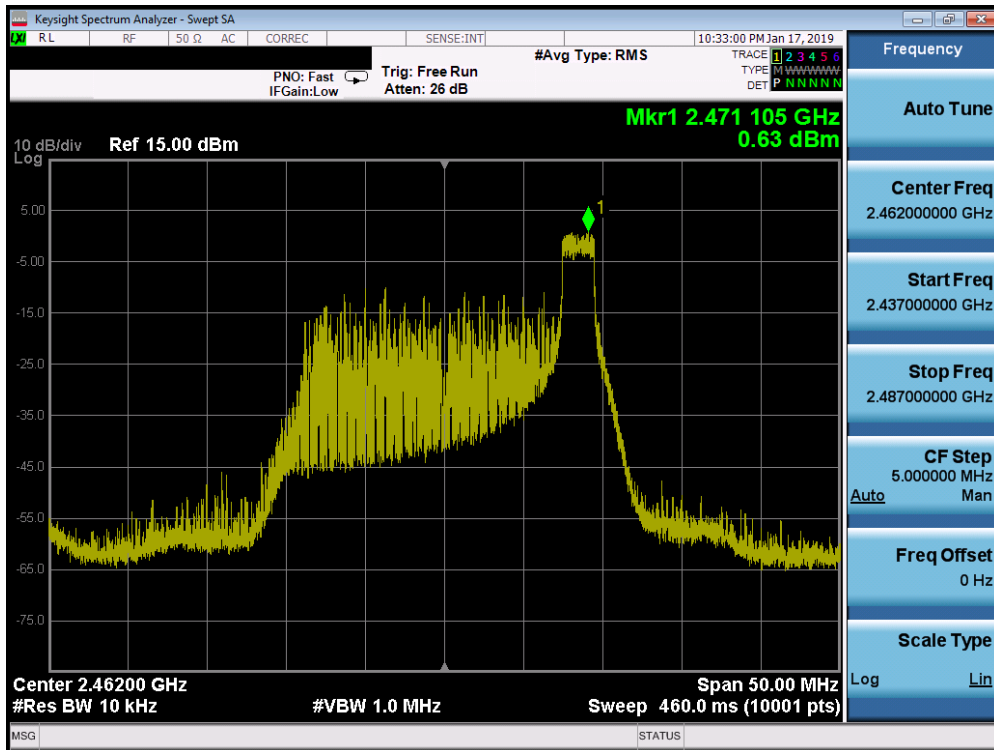 Keysight Spectrum Analyzer - Swept SA
LXI RL RF 50 Ω AC CORREC SENSE:INT 10:33:00 PM Jan 17, 2019
#Avg Type: RMS TRACE 1 2 3 4 5 6
PNO: Fast Trig: Free Run TYPE M W W W W W
IFGain:Low Atten: 26 dB DET P N N N N N
Mkr1 2.471 105 GHz
0.63 dBm
10 dB/div Ref 15.00 dBm
Log
1
5.00
-5.00
-15.0
-25.0
-35.0
-45.0
-55.0
-65.0
-75.0
Center 2.46200 GHz Span 50.00 MHz
#Res BW 10 kHz #VBW 1.0 MHz Sweep 460.0 ms (10001 pts)
MSG STATUS
Frequency
Auto Tune
Center Freq
2.462000000 GHz
Start Freq
2.437000000 GHz
Stop Freq
2.487000000 GHz
CF Step
5.000000 MHz
Auto Man
Freq Offset
0 Hz
Scale Type
Log Lin